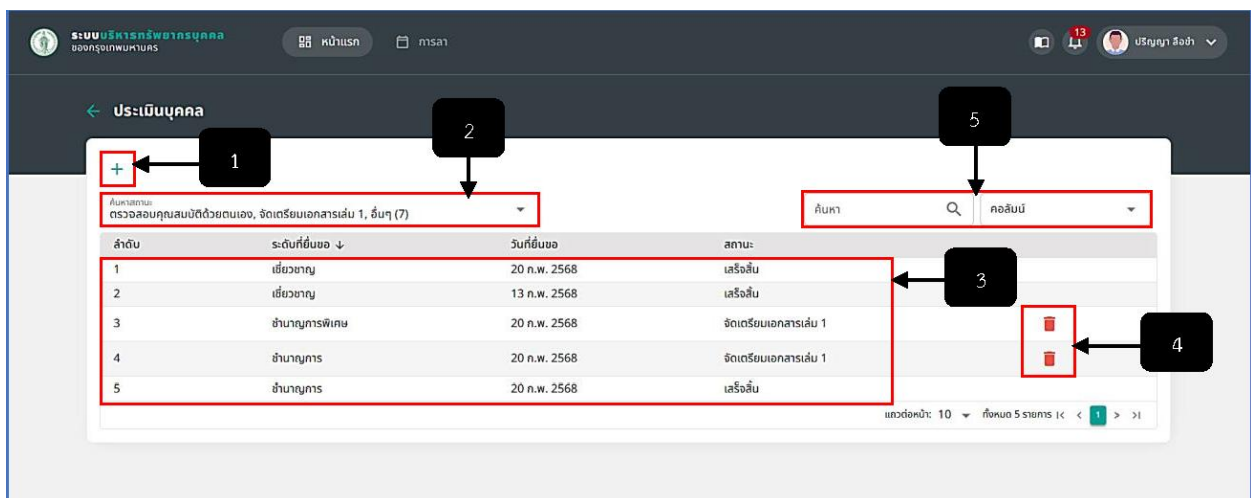 ระบบบริหารทรัพยากรบุคคล
ของกรุงเทพมหานคร
หน้าแรก
การลา
13
ปริญญา ลือขำ
ประเมินบุคคล
1
2
5
ค้นหาสถานะ
ตรวจสอบคุณสมบัติด้วยตนเอง, จัดเตรียมเอกสารเล่ม 1, อื่นๆ (7)
ค้นหา
คอลัมน์
ลำดับ ระดับที่ยื่นขอ วันที่ยื่นขอ สถานะ
1 เชี่ยวชาญ 20 ก.พ. 2568 เสร็จสิ้น
2 เชี่ยวชาญ 13 ก.พ. 2568 เสร็จสิ้น
3
3 ชำนาญการพิเศษ 20 ก.พ. 2568 จัดเตรียมเอกสารเล่ม 1
4 ชำนาญการ 20 ก.พ. 2568 จัดเตรียมเอกสารเล่ม 1
4
5 ชำนาญการ 20 ก.พ. 2568 เสร็จสิ้น
แถวต่อหน้า: 10 ทั้งหมด 5 รายการ |< < 1 > >|